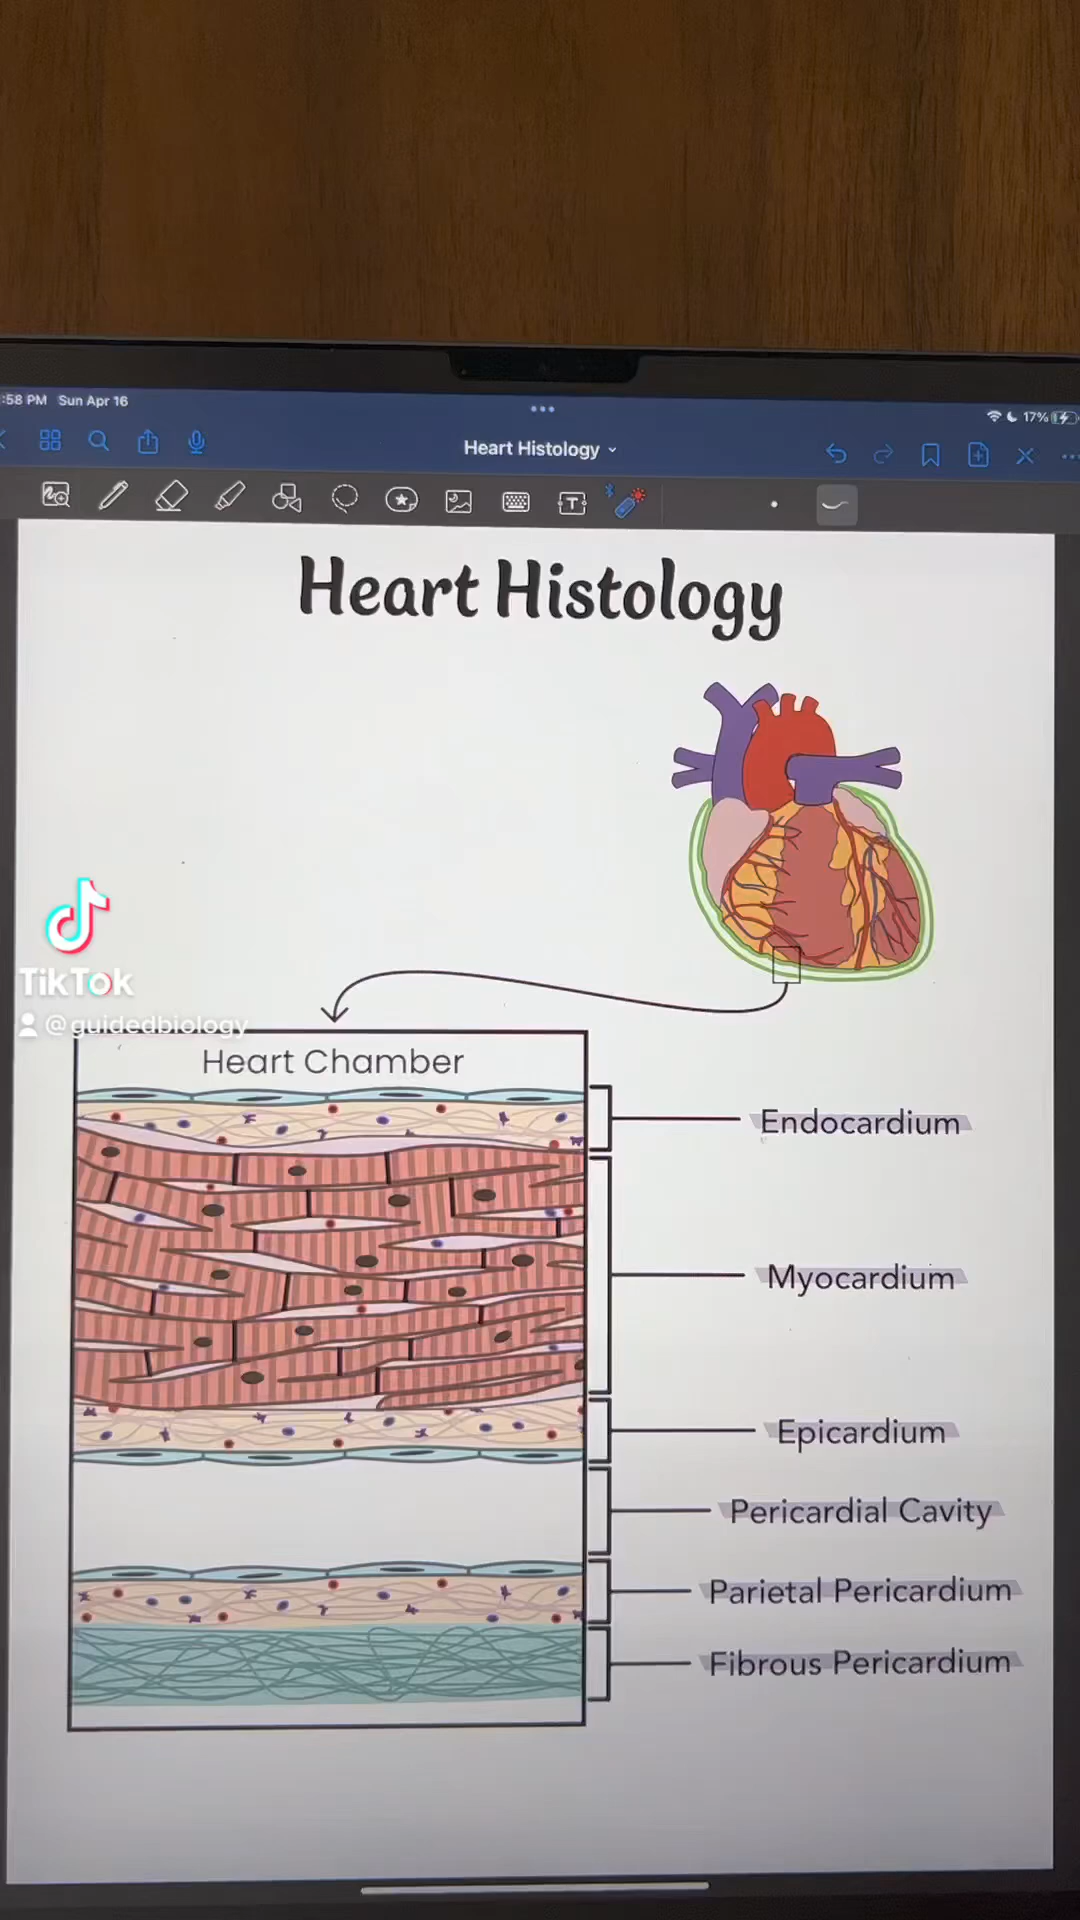 :58 PM Sun Apr 16
17%
Heart Histology
T
Heart Histology
TikTok
@guidedbiology
Heart Chamber
Endocardium
Myocardium
Epicardium
Pericardial Cavity
Parietal Pericardium
Fibrous Pericardium